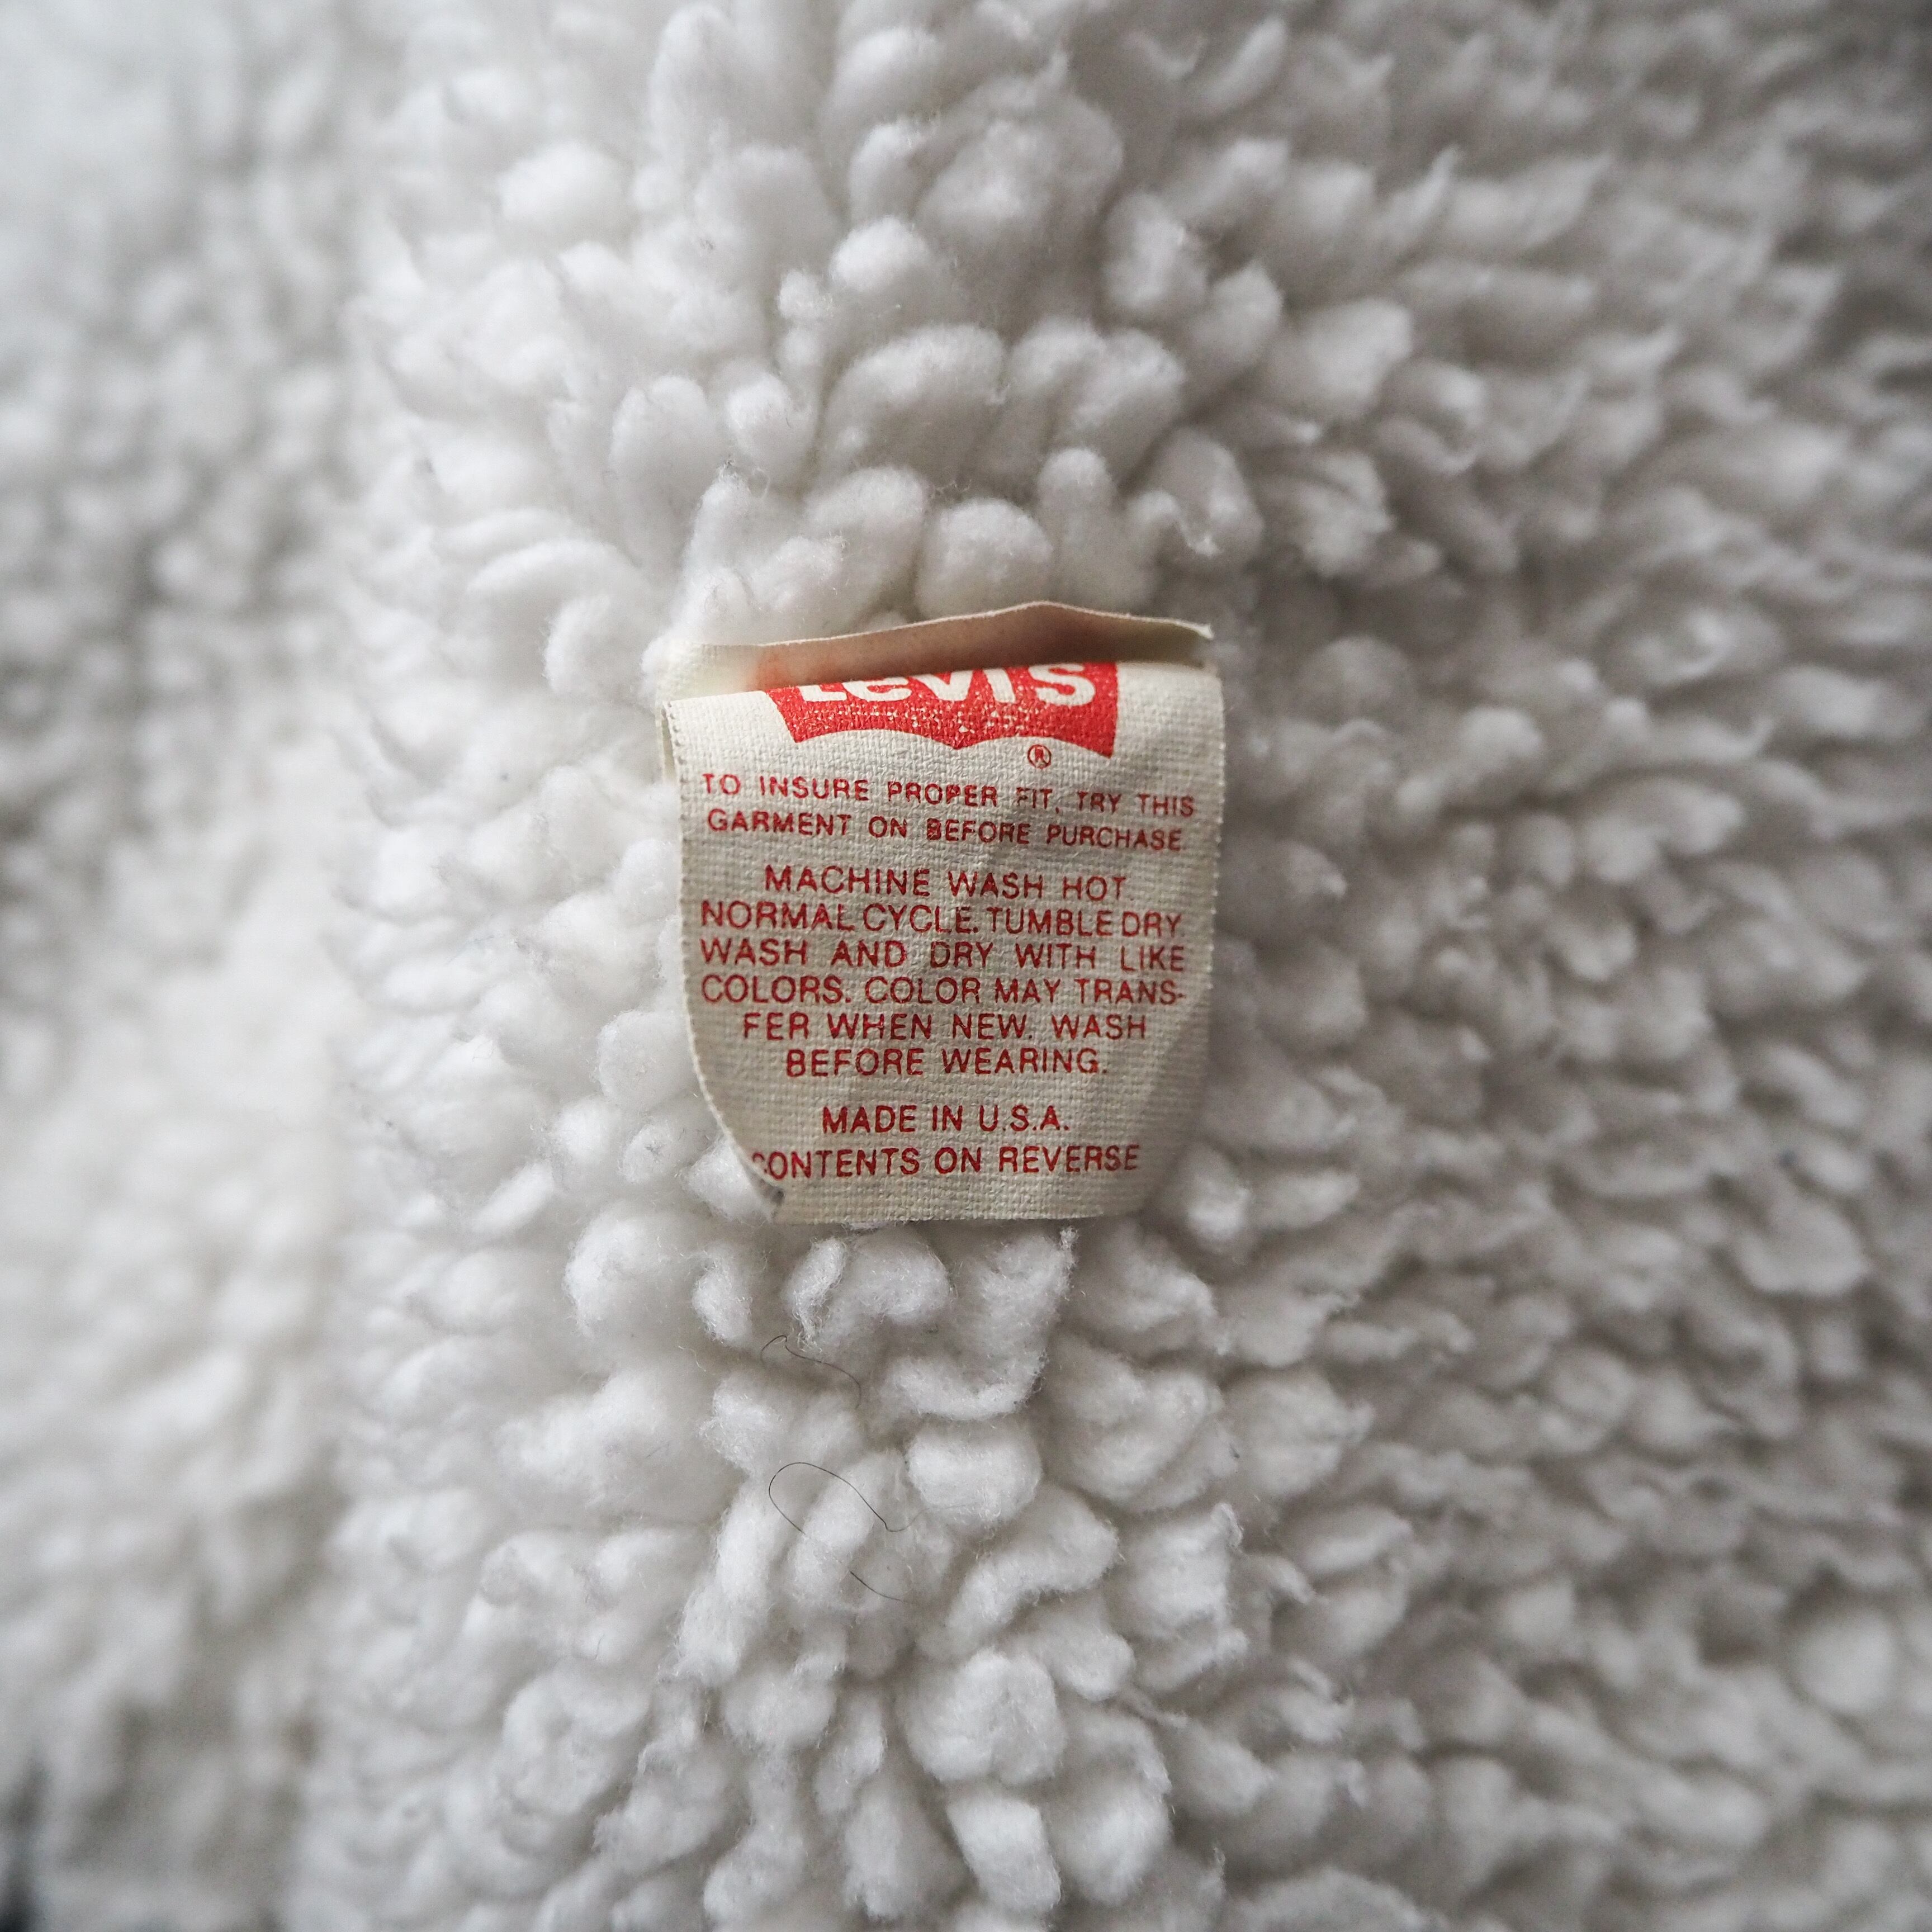 Levi's
®
TO INSURE PROPER FIT, TRY THIS
GARMENT ON BEFORE PURCHASE
MACHINE WASH HOT.
NORMAL CYCLE. TUMBLE DRY
WASH AND DRY WITH LIKE
COLORS. COLOR MAY TRANS-
FER WHEN NEW. WASH
BEFORE WEARING.
MADE IN U.S.A.
CONTENTS ON REVERSE